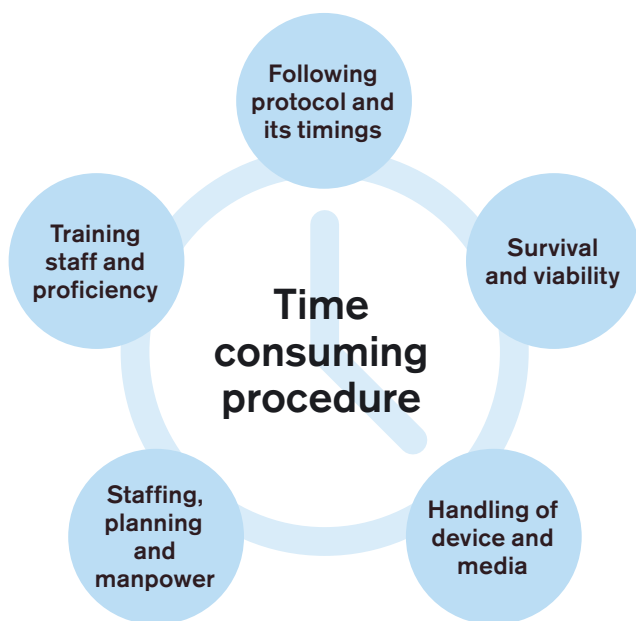 Following
protocol and
its timings
Survival
and viability
Handling of
device and
media
Staffing,
planning
and
manpower
Training
staff and
proficiency
Time
consuming
procedure